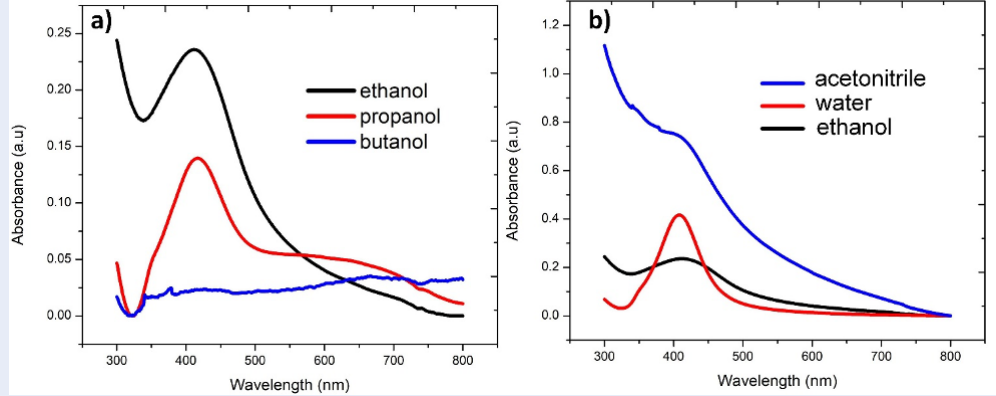 a)
ethanol
propanol
butanol
0.25
0.20
0.15
0.10
0.05
0.00
300 400 500 600 700 800
Wavelength (nm)
Absorbance (a.u)
b)
acetonitrile
water
ethanol
1.2
1.0
0.8
0.6
0.4
0.2
0.0
300 400 500 600 700 800
Wavelength (nm)
Absorbance (a.u)